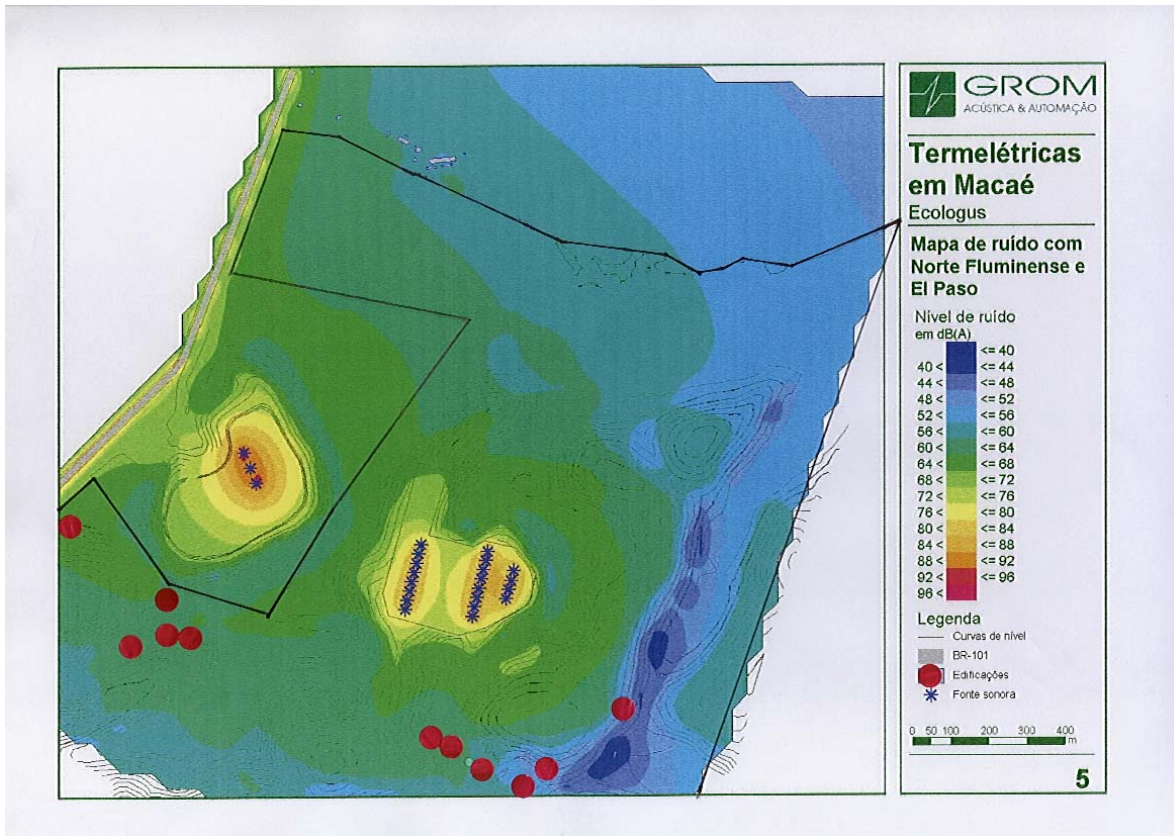 GROM
ACÚSTICA & AUTOMAÇÃO
Termelétricas
em Macaé
Ecologus
Mapa de ruído com
Norte Fluminense e
El Paso
Nível de ruído
em dB(A)
<= 40
40 < <= 44
44 < <= 48
48 < <= 52
52 < <= 56
56 < <= 60
60 < <= 64
64 < <= 68
68 < <= 72
72 < <= 76
76 < <= 80
80 < <= 84
84 < <= 88
88 < <= 92
92 < <= 96
96 <
Legenda
Curvas de nível
BR-101
Edificações
Fonte sonora
0 50 100 200 300 400
m
5